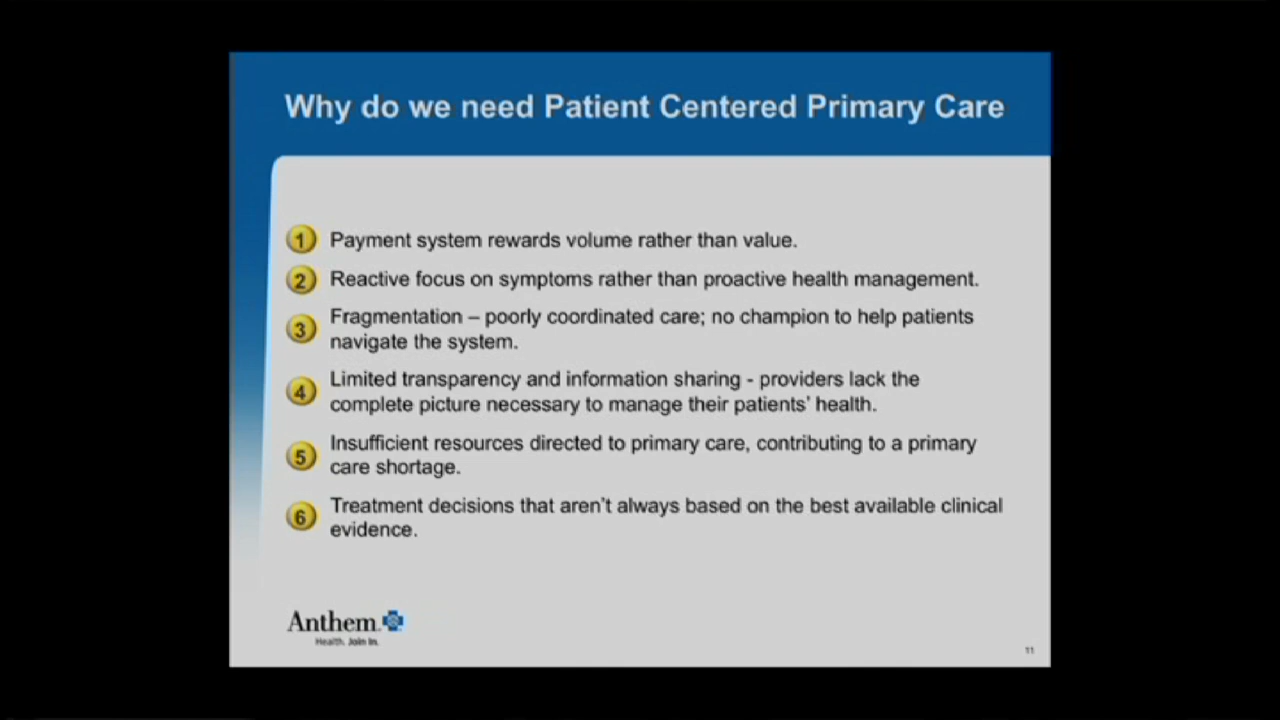 Why do we need Patient Centered Primary Care
1 Payment system rewards volume rather than value.
2 Reactive focus on symptoms rather than proactive health management.
3 Fragmentation – poorly coordinated care; no champion to help patients
navigate the system.
4 Limited transparency and information sharing - providers lack the
complete picture necessary to manage their patients’ health.
5 Insufficient resources directed to primary care, contributing to a primary
care shortage.
6 Treatment decisions that aren’t always based on the best available clinical
evidence.
Anthem
Health. Join In.
11